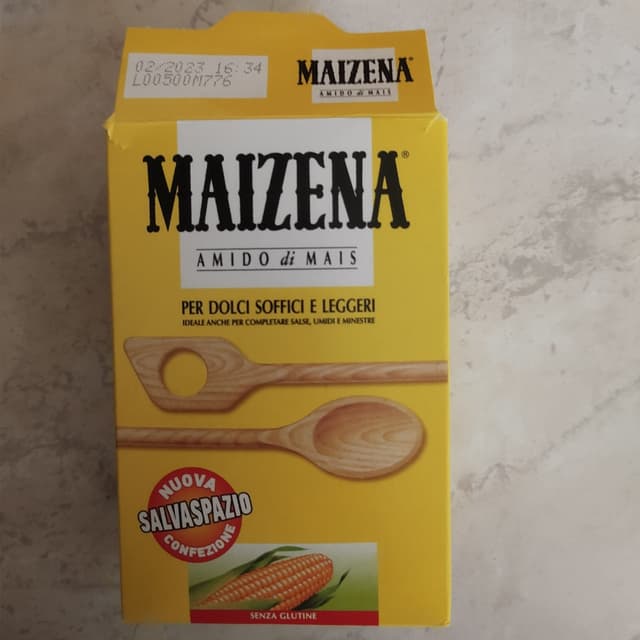 02/2023 16:34
L00500M776
MAIZENA
AMIDO di MAIS
MAIZENA®
AMIDO di MAIS
PER DOLCI SOFFICI E LEGGERI
IDEALE ANCHE PER COMPLETARE SALSE, UMIDI E MINESTRE
NUOVA
SALVASPAZIO
CONFEZIONE
SENZA GLUTINE